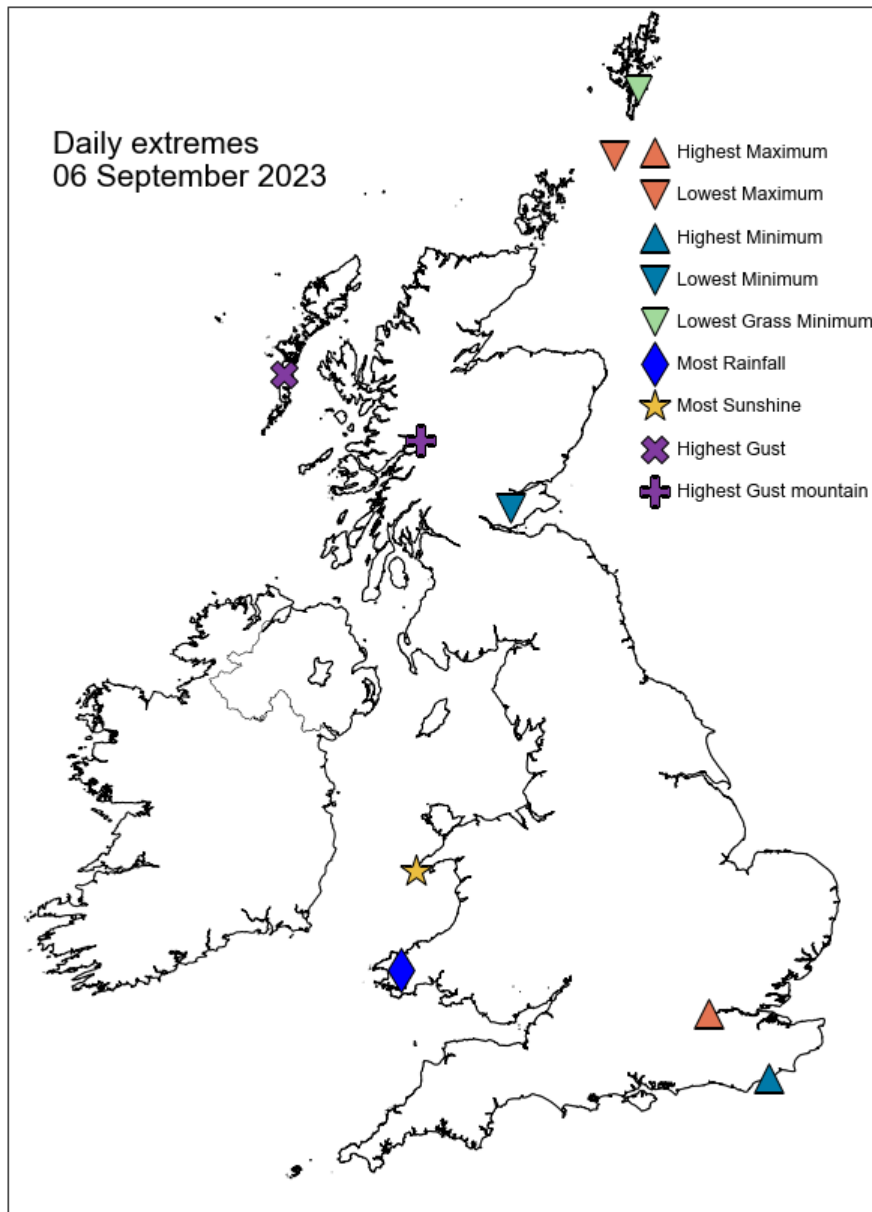 Daily extremes
06 September 2023
Highest Maximum
Lowest Maximum
Highest Minimum
Lowest Minimum
Lowest Grass Minimum
Most Rainfall
Most Sunshine
Highest Gust
Highest Gust mountain